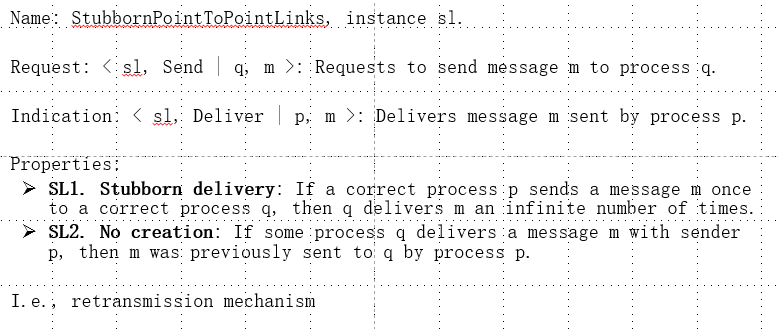 Name: StubbornPointToPointLinks, instance sl.
Request: < sl, Send | q, m >: Requests to send message m to process q.
Indication: < sl, Deliver | p, m >: Delivers message m sent by process p.
Properties:
➢ SL1. Stubborn delivery: If a correct process p sends a message m once
to a correct process q, then q delivers m an infinite number of times.
➢ SL2. No creation: If some process q delivers a message m with sender
p, then m was previously sent to q by process p.
I.e., retransmission mechanism